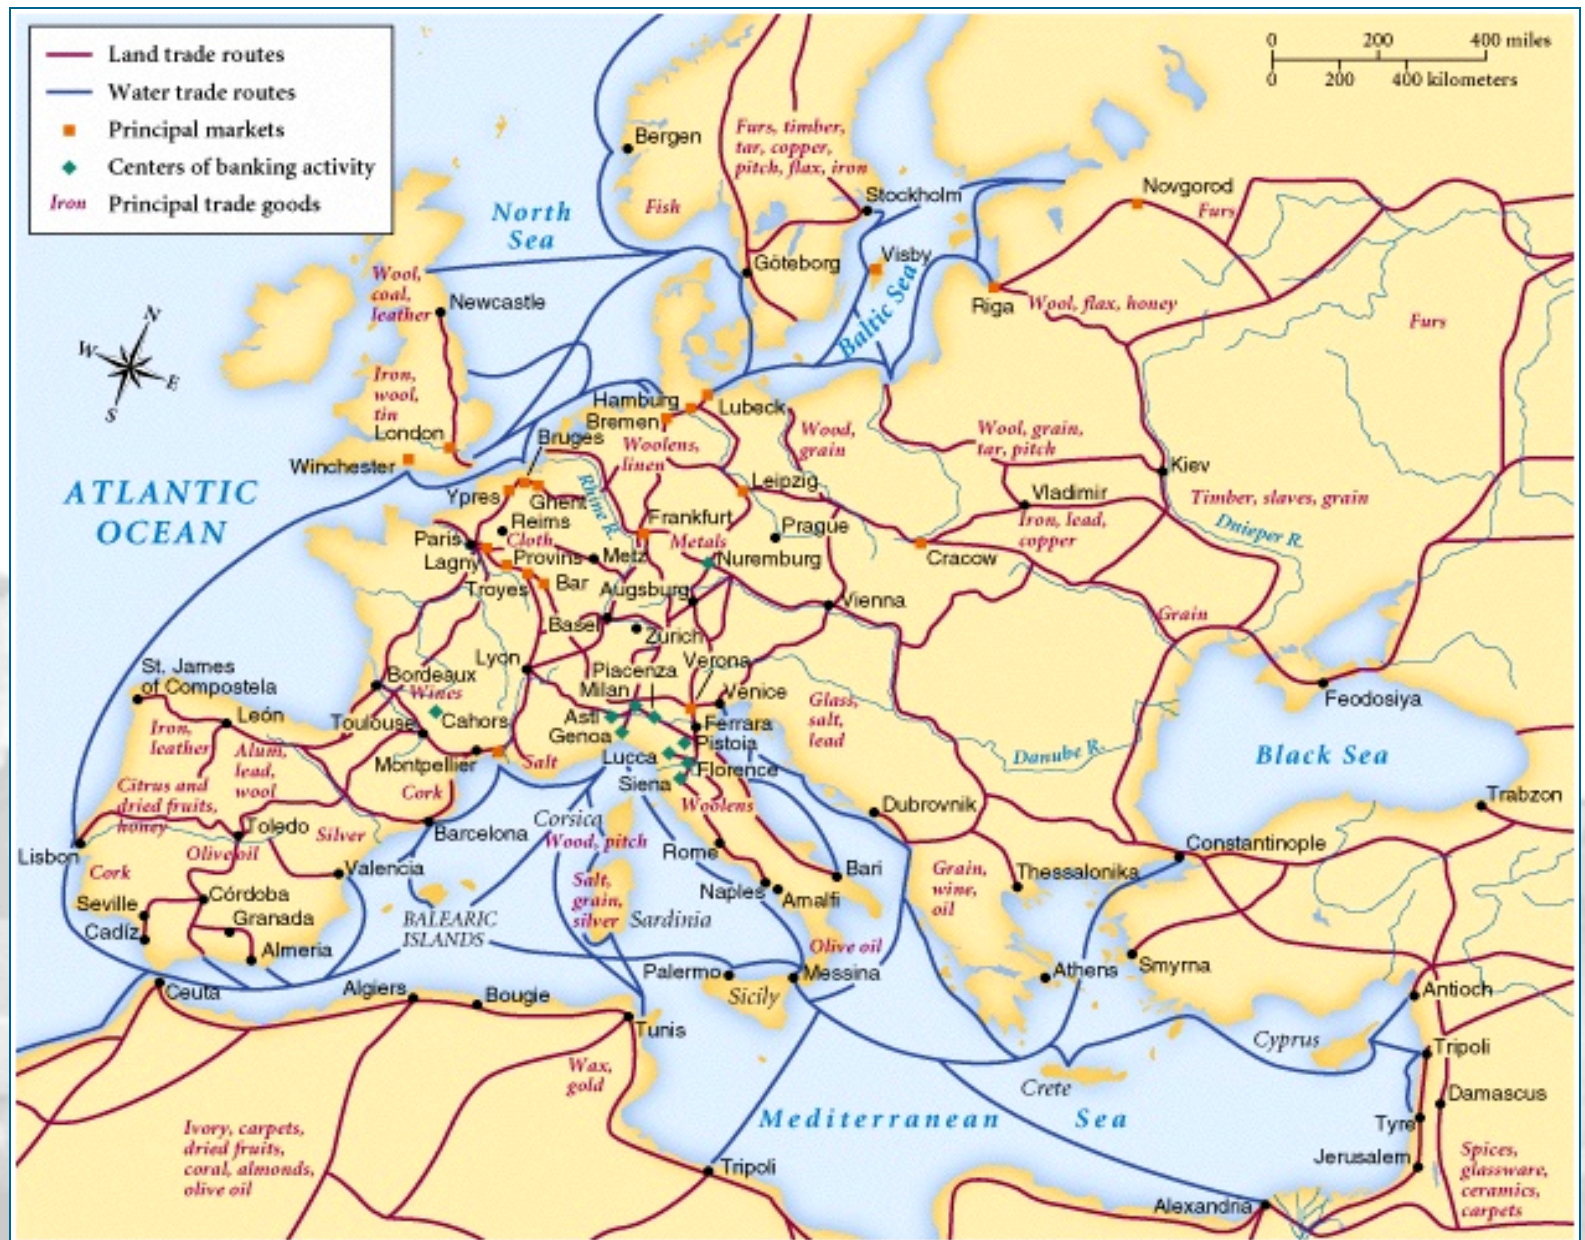 Land trade routes
Water trade routes
Principal markets
Centers of banking activity
Iron Principal trade goods
0 200 400 miles
0 200 400 kilometers
N
W
E
S
Bergen
Furs, timber,
tar, copper,
pitch, flax, iron
Fish
Stockholm
Novgorod
Furs
North
Sea
Visby
Göteborg
Baltic Sea
Riga
Wool, flax, honey
Furs
Wool,
coal,
leather
Newcastle
Iron,
wool,
tin
London
Winchester
Hamburg
Lubeck
Bremen
Bruges
Woolens,
linen
Wood,
grain
Wool, grain,
tar, pitch
Kiev
ATLANTIC
OCEAN
Ypres
Ghent
Rhine R.
Leipzig
Vladimir
Timber, slaves, grain
Reims
Cloth
Frankfurt
Metals
Prague
Iron, lead,
copper
Dnieper R.
Paris
Lagny
Provins
Metz
Nuremburg
Cracow
Troyes
Bar
Augsburg
Vienna
Grain
Basel
Zurich
Lyon
Piacenza
Verona
Milan
Venice
St. James
of Compostela
Bordeaux
Wines
Feodosiya
León
Toulouse
Cahors
Asti
Genoa
Ferrara
Pistoia
Glass,
salt,
lead
Iron,
leather
Alum,
lead,
wool
Montpellier
Salt
Lucca
Florence
Siena
Danube R.
Black Sea
Citrus and
dried fruits,
honey
Cork
Woolens
Dubrovnik
Trabzon
Toledo
Silver
Barcelona
Corsica
Wood, pitch
Rome
Constantinople
Lisbon
Olive oil
Cork
Valencia
Salt,
grain,
silver
Sardinia
Bari
Naples
Amalfi
Grain,
wine,
oil
Thessalonika
Seville
Córdoba
Granada
Cadíz
BALEARIC
ISLANDS
Almeria
Olive oil
Palermo
Messina
Sicily
Athens
Smyrna
Antioch
Ceuta
Algiers
Bougie
Tunis
Cyprus
Tripoli
Wax,
gold
Crete
Damascus
Mediterranean Sea
Tyre
Ivory, carpets,
dried fruits,
coral, almonds,
olive oil
Jerusalem
Spices,
glassware,
ceramics,
carpets
Tripoli
Alexandria